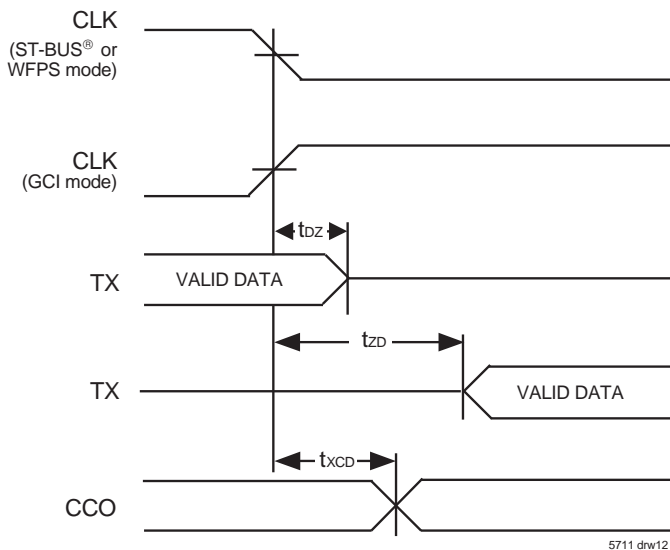 CLK
(ST-BUS® or
WFPS mode)
CLK
(GCI mode)
tDZ
TX
VALID DATA
tZD
TX
VALID DATA
tXCD
CCO
5711 drw12